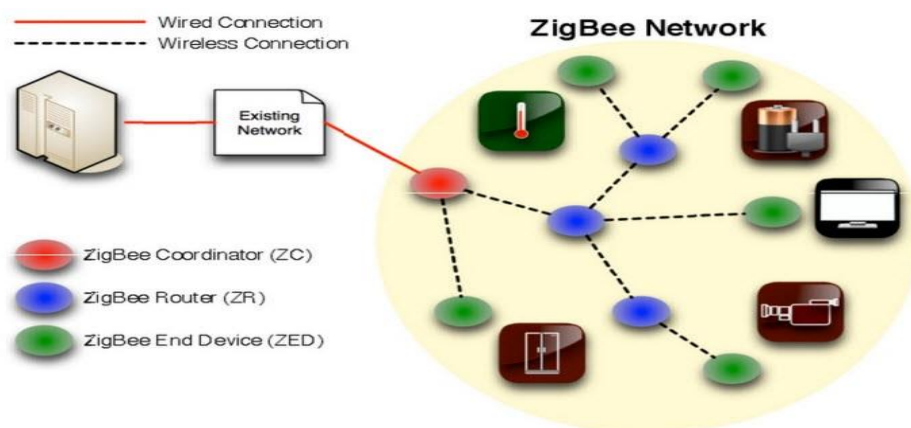 Wired Connection
Wireless Connection
ZigBee Network
Existing
Network
ZigBee Coordinator (ZC)
ZigBee Router (ZR)
ZigBee End Device (ZED)